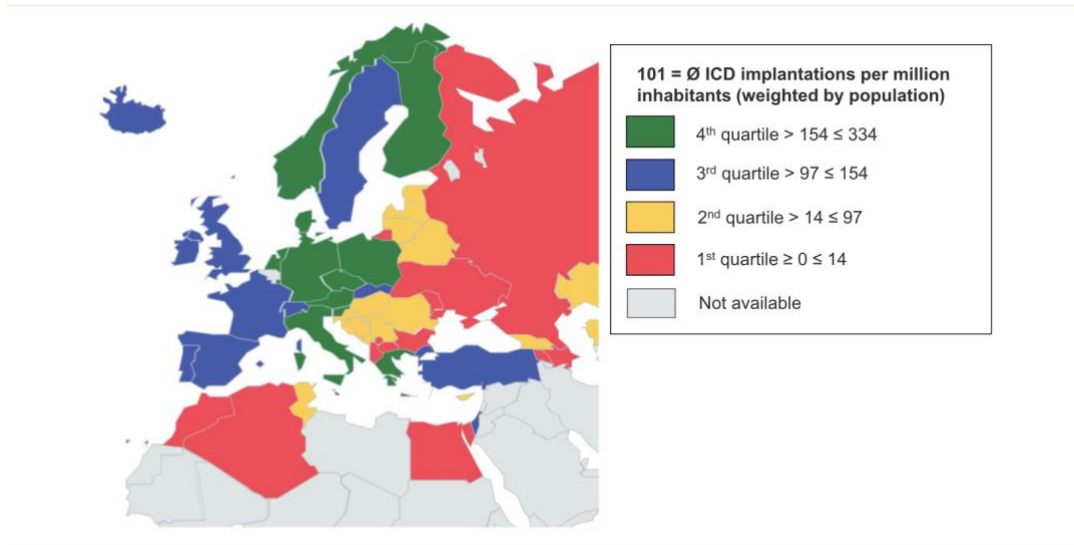 101 = Ø ICD implantations per million
inhabitants (weighted by population)
4th quartile > 154 ≤ 334
3rd quartile > 97 ≤ 154
2nd quartile > 14 ≤ 97
1st quartile ≥ 0 ≤ 14
Not available